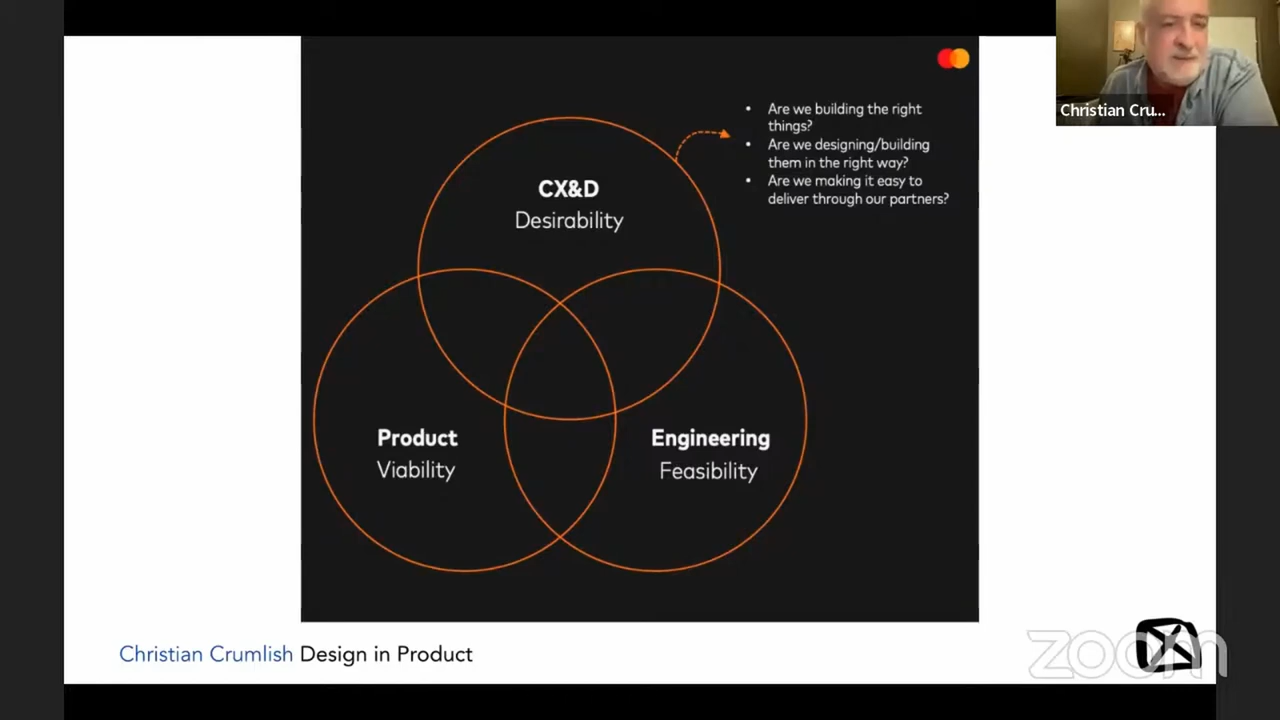 • Are we building the right
things?
• Are we designing/building
them in the right way?
• Are we making it easy to
deliver through our partners?
Christian Cru...
CX&D
Desirability
Product
Viability
Engineering
Feasibility
Christian Crumlish Design in Product
zoom